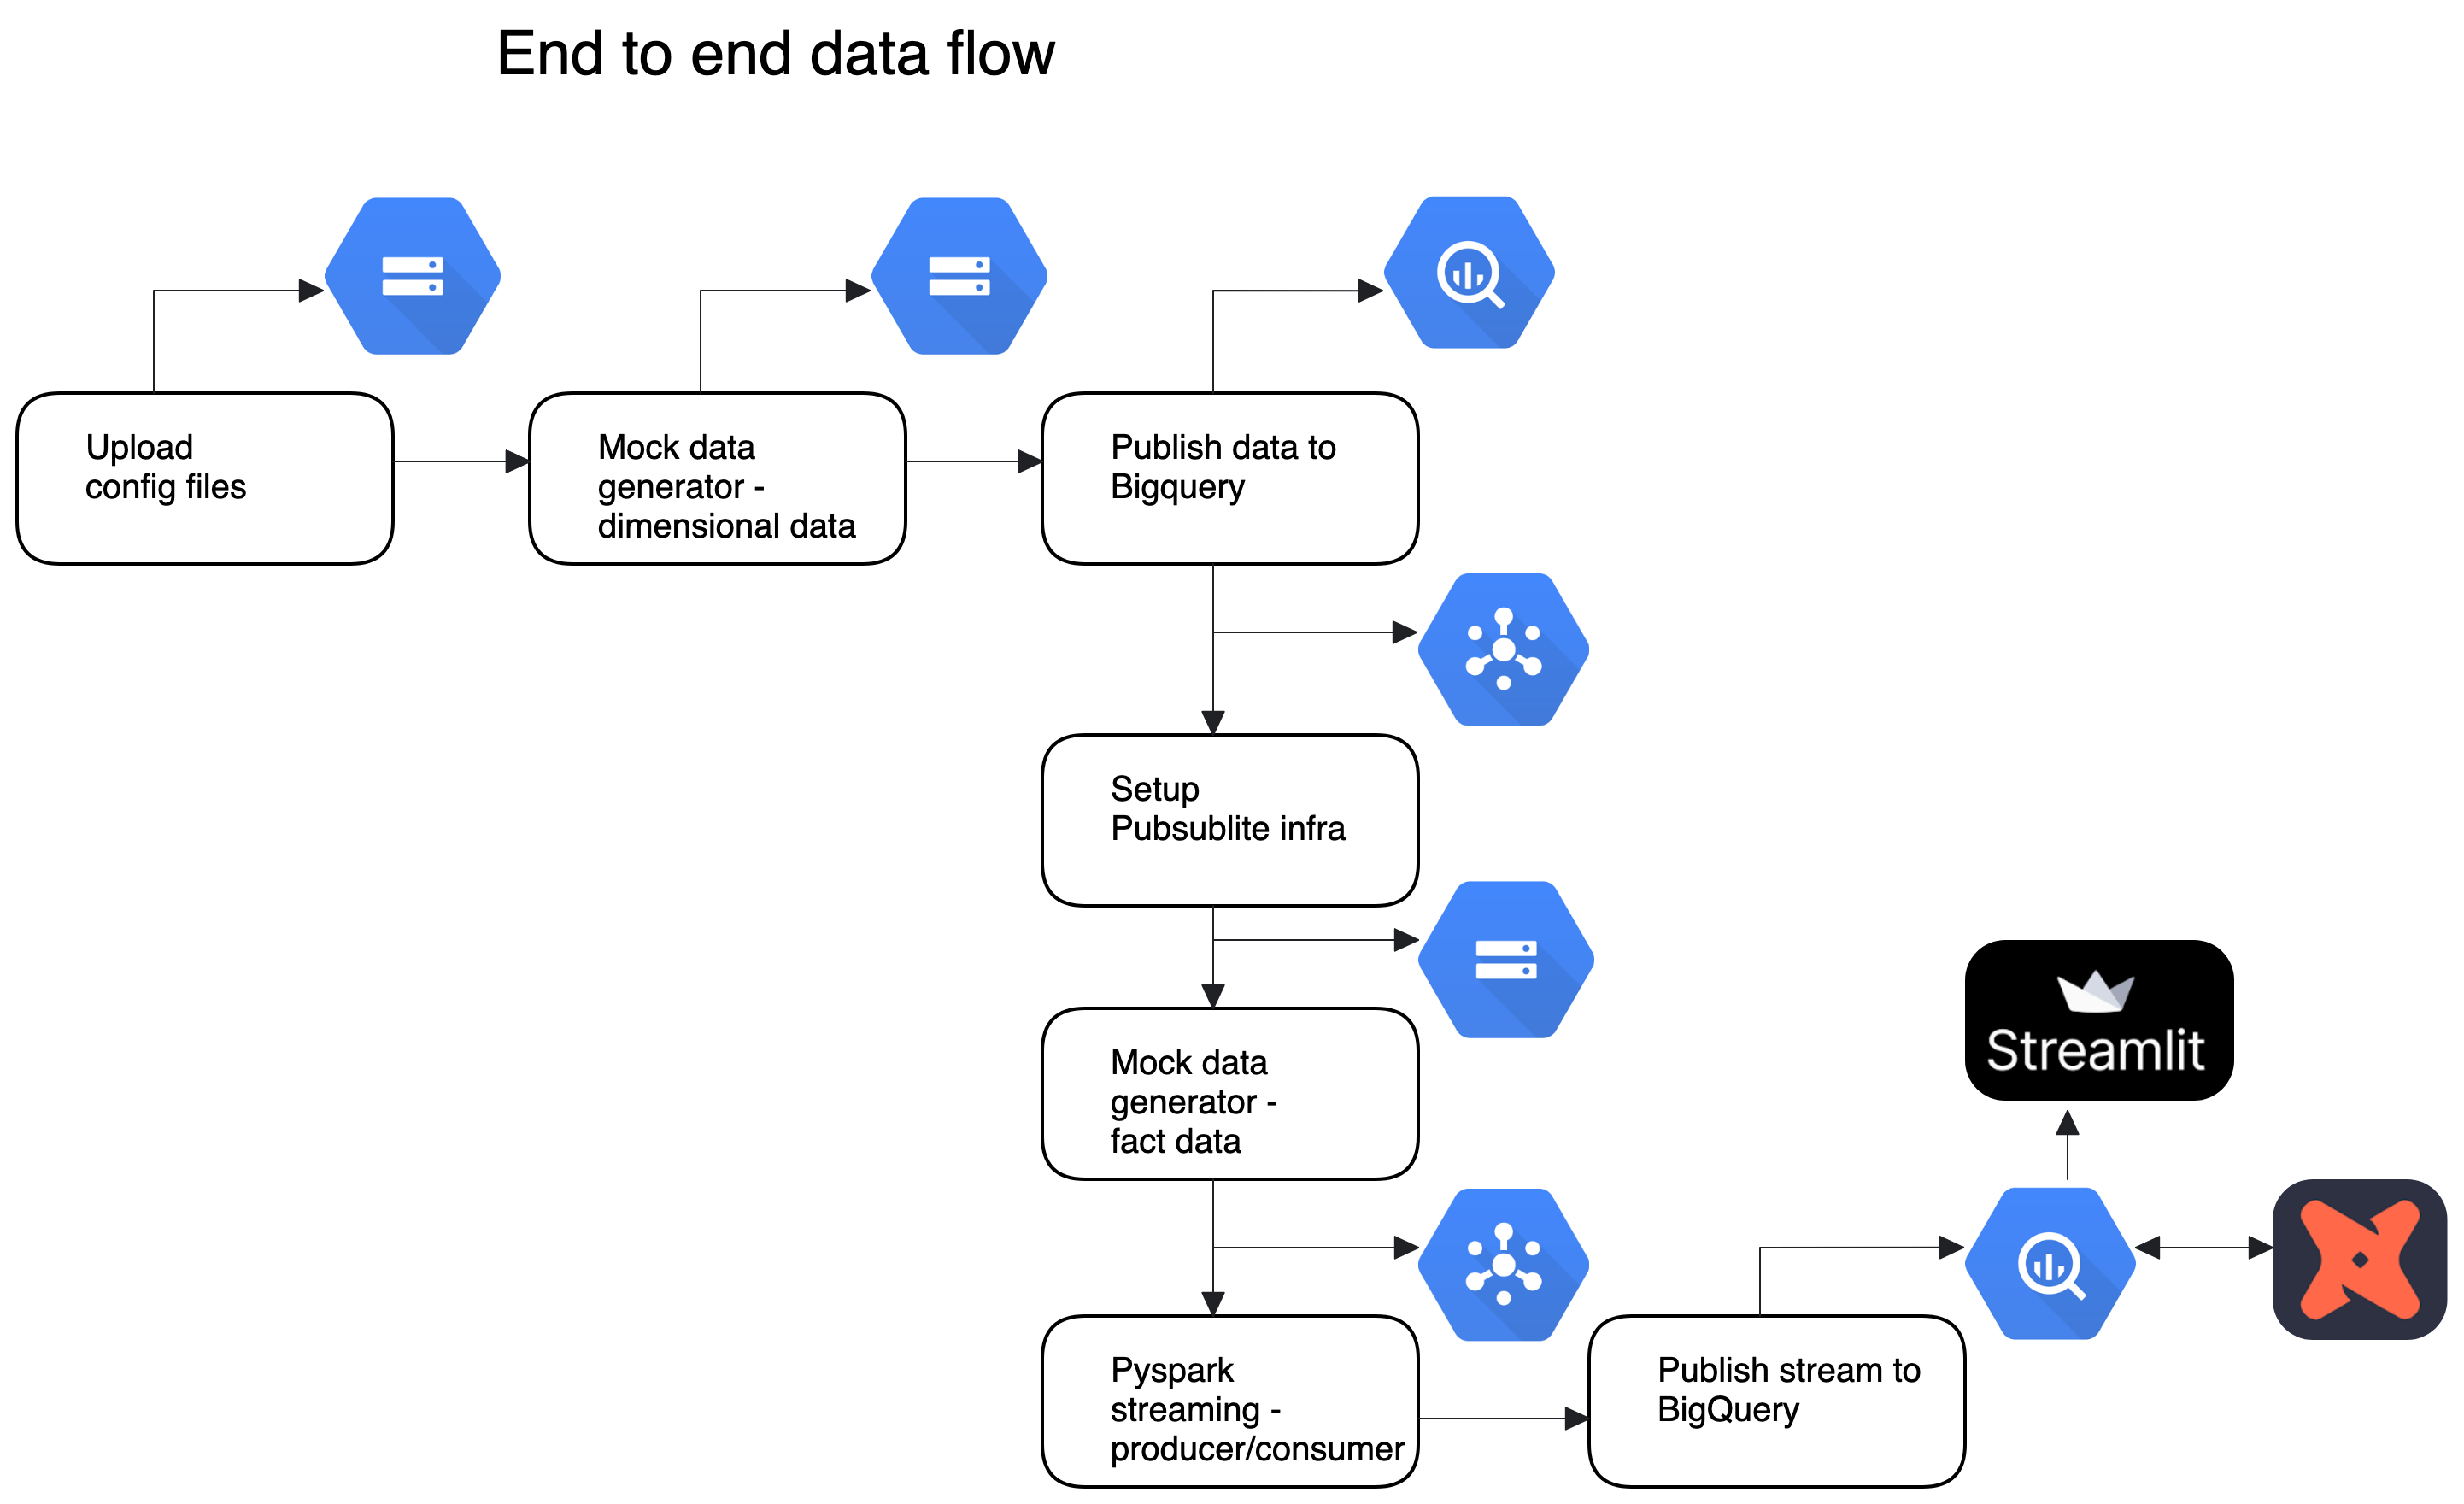 End to end data flow
Upload
config files
Mock data
generator -
dimensional data
Publish data to
Bigquery
Setup
Pubsublite infra
Mock data
generator -
fact data
Streamlit
Pyspark
streaming -
producer/consumer
Publish stream to
BigQuery